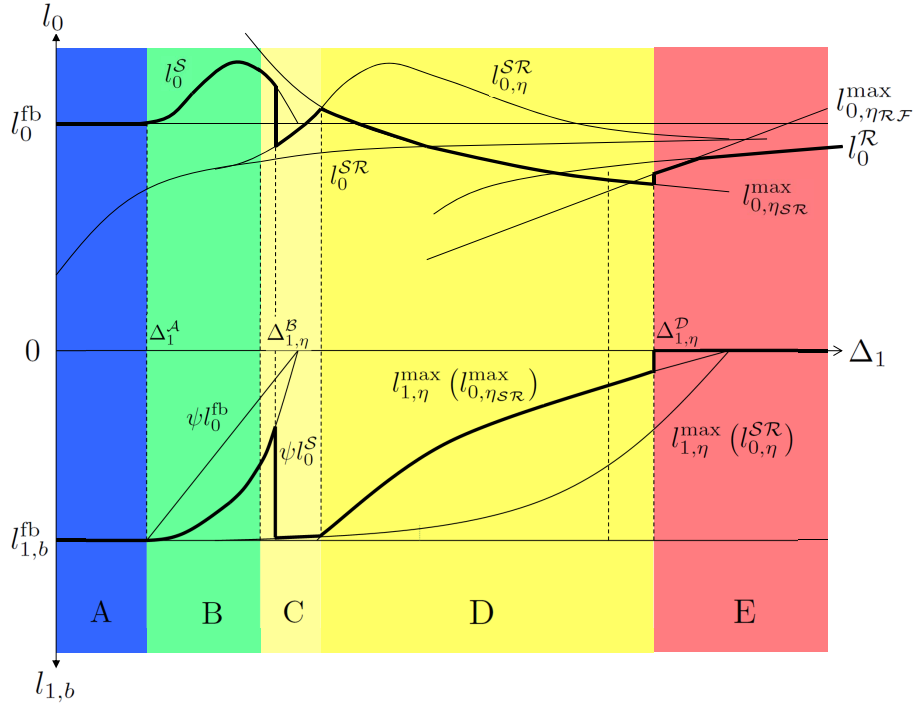 l_0
l_0^S
l_{0,η}^{SR}
l_{0,η_{RF}}^{max}
l_0^{fb}
l_0^R
l_0^{SR}
l_{0,η_{SR}}^{max}
Δ_1^A
Δ_{1,η}^B
Δ_{1,η}^D
0
Δ_1
l_{1,η}^{max} (l_{0,η_{SR}}^{max})
ψl_0^{fb}
ψl_0^S
l_{1,η}^{max} (l_{0,η}^{SR})
l_{1,b}^{fb}
A B C D E
l_{1,b}